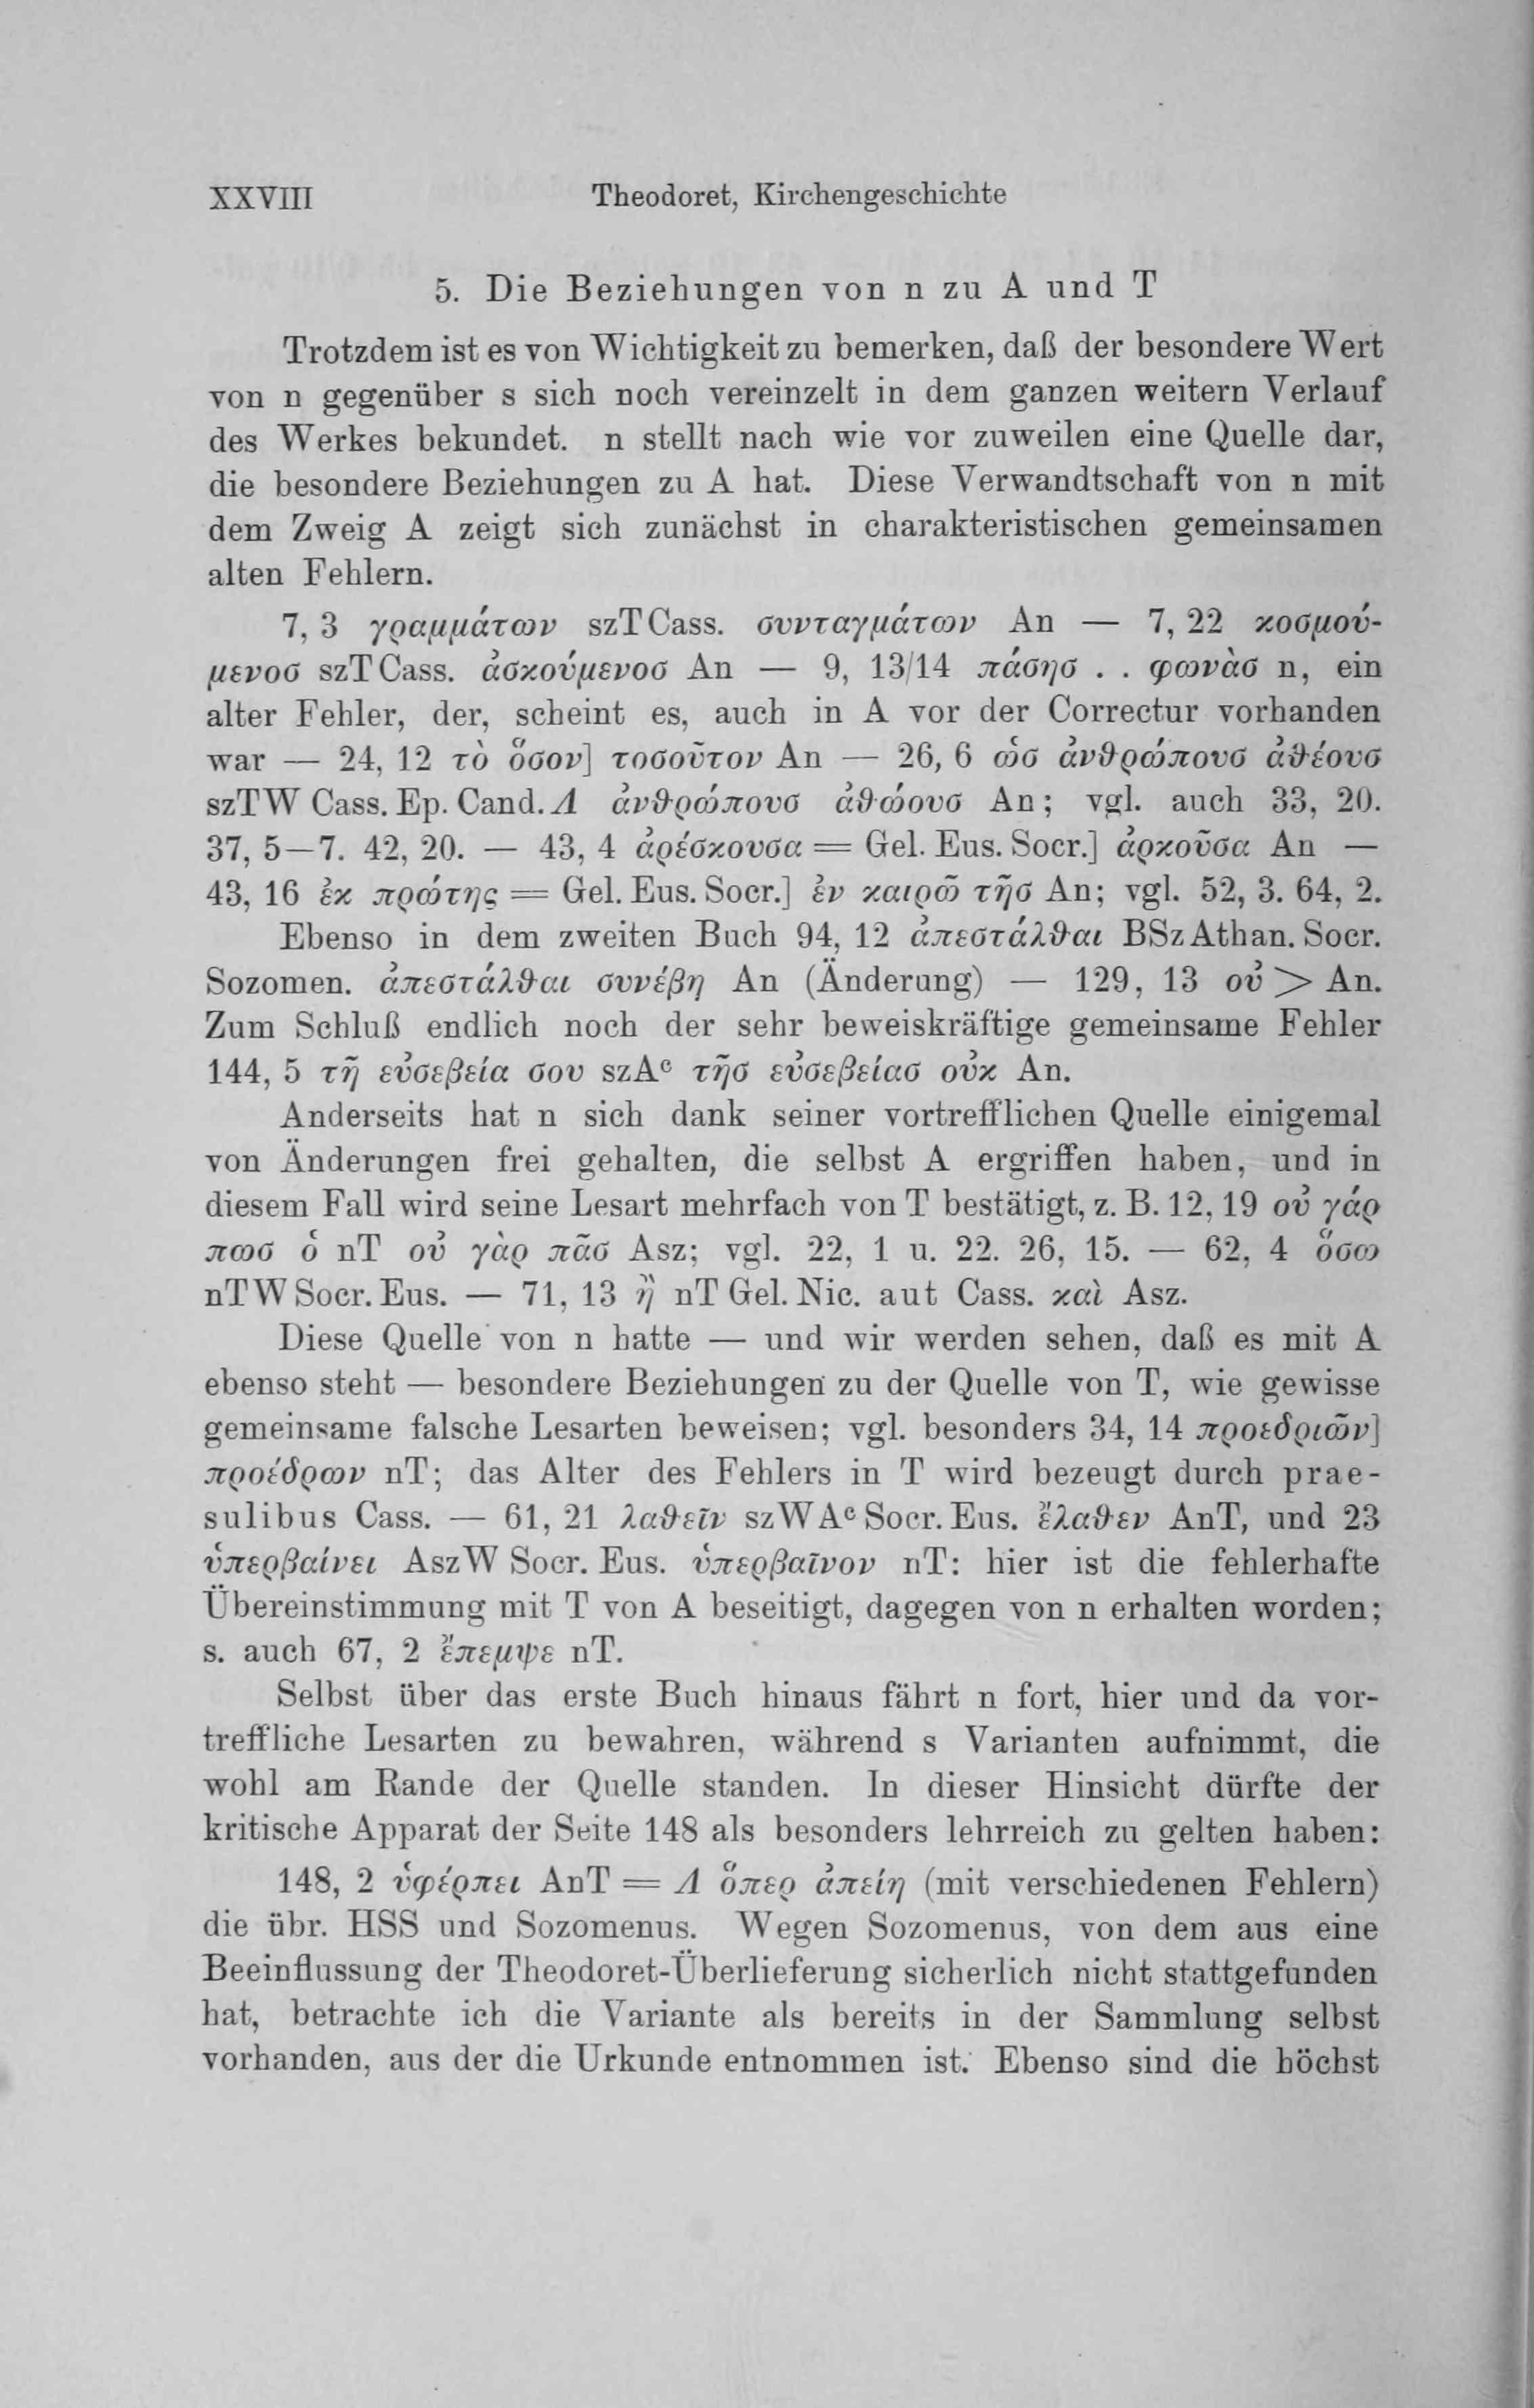 XXVIII Theodoret, Kirchengeschichte
5. Die Beziehungen von n zu A und T
Trotzdem ist es von Wichtigkeit zu bemerken, daß der besondere Wert
von n gegenüber s sich noch vereinzelt in dem ganzen weitern Verlauf
des Werkes bekundet. n stellt nach wie vor zuweilen eine Quelle dar,
die besondere Beziehungen zu A hat. Diese Verwandtschaft von n mit
dem Zweig A zeigt sich zunächst in charakteristischen gemeinsamen
alten Fehlern.
7, 3 γραμμάτων szTCass. συνταγμάτων An — 7, 22 κοσμού-
μενοσ szTCass. ἀσκούμενοσ An — 9, 13/14 πάσησ . . φωνὰσ n, ein
alter Fehler, der, scheint es, auch in A vor der Correctur vorhanden
war — 24, 12 τὸ ὅσον] τοσοῦτον An — 26, 6 ὡσ ἀνθρώπουσ ἀθέουσ
szTW Cass. Ep. Cand. Λ ἀνθρώπουσ ἀθώουσ An; vgl. auch 33, 20.
37, 5—7. 42, 20. — 43, 4 ἀρέσκουσα = Gel. Eus. Socr.] ἀρκοῦσα An —
43, 16 ἐκ πρώτης = Gel. Eus. Socr.] ἐν καιρῶ τῆσ An; vgl. 52, 3. 64, 2.
Ebenso in dem zweiten Buch 94, 12 ἀπεστάλθαι BSzAthan. Socr.
Sozomen. ἀπεστάλθαι συνέβη An (Änderung) — 129, 13 οὐ > An.
Zum Schluß endlich noch der sehr beweiskräftige gemeinsame Fehler
144, 5 τῆ εὐσεβεία σου szAᶜ τῆσ εὐσεβείασ οὐκ An.
Anderseits hat n sich dank seiner vortrefflichen Quelle einigemal
von Änderungen frei gehalten, die selbst A ergriffen haben, und in
diesem Fall wird seine Lesart mehrfach von T bestätigt, z. B. 12, 19 οὐ γάρ
πωσ ὁ nT οὐ γὰρ πᾶσ Asz; vgl. 22, 1 u. 22. 26, 15. — 62, 4 ὅσω
nTWSocr. Eus. — 71, 13 ἢ nT Gel. Nic. aut Cass. καὶ Asz.
Diese Quelle von n hatte — und wir werden sehen, daß es mit A
ebenso steht — besondere Beziehungen zu der Quelle von T, wie gewisse
gemeinsame falsche Lesarten beweisen; vgl. besonders 34, 14 προεδριῶν]
προέδρων nT; das Alter des Fehlers in T wird bezeugt durch prae-
sulibus Cass. — 61, 21 λαθεῖν szWAᶜ Socr. Eus. ἔλαθεν AnT, und 23
ὑπερβαίνει AszW Socr. Eus. ὑπερβαῖνον nT: hier ist die fehlerhafte
Übereinstimmung mit T von A beseitigt, dagegen von n erhalten worden;
s. auch 67, 2 ἔπεμψε nT.
Selbst über das erste Buch hinaus fährt n fort, hier und da vor-
treffliche Lesarten zu bewahren, während s Varianten aufnimmt, die
wohl am Rande der Quelle standen. In dieser Hinsicht dürfte der
kritische Apparat der Seite 148 als besonders lehrreich zu gelten haben:
148, 2 ὑφέρπει AnT = Λ ὅπερ ἀπείη (mit verschiedenen Fehlern)
die übr. HSS und Sozomenus. Wegen Sozomenus, von dem aus eine
Beeinflussung der Theodoret-Überlieferung sicherlich nicht stattgefunden
hat, betrachte ich die Variante als bereits in der Sammlung selbst
vorhanden, aus der die Urkunde entnommen ist. Ebenso sind die höchst